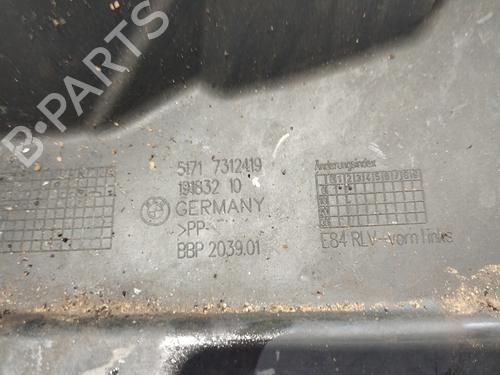 B-PARTS
5171 7312419
191832 10
GERMANY
>PP<
BBP 2039.01
Änderungsindex
E84 RLV-vorn links